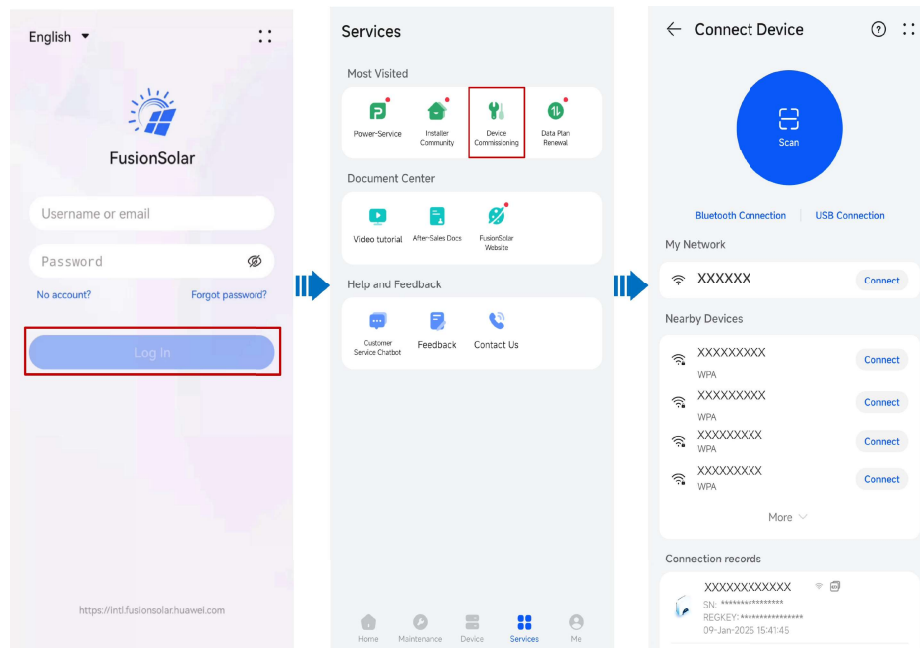 English
FusionSolar
Username or email
Password
No account?
Forgot password?
Log In
https://intl.fusionsolar.huawei.com
Services
Most Visited
Power-Service
Installer
Community
Device
Commissioning
Data Plan
Renewal
Document Center
Video tutorial
After-Sales Docs
FusionSolar
Website
Help and Feedback
Customer
Service Chatbot
Feedback
Contact Us
Home
Maintenance
Device
Services
Me
Connect Device
Scan
Bluetooth Connection
USB Connection
My Network
XXXXXX
Connect
Nearby Devices
XXXXXXXXX
WPA
Connect
XXXXXXXXX
WPA
Connect
XXXXXXXXX
WPA
Connect
XXXXXXXXX
WPA
Connect
More
Connection records
XXXXXXXXXXXX
SN: ***************
REGKEY: ***************
09-Jan-2025 15:41:45